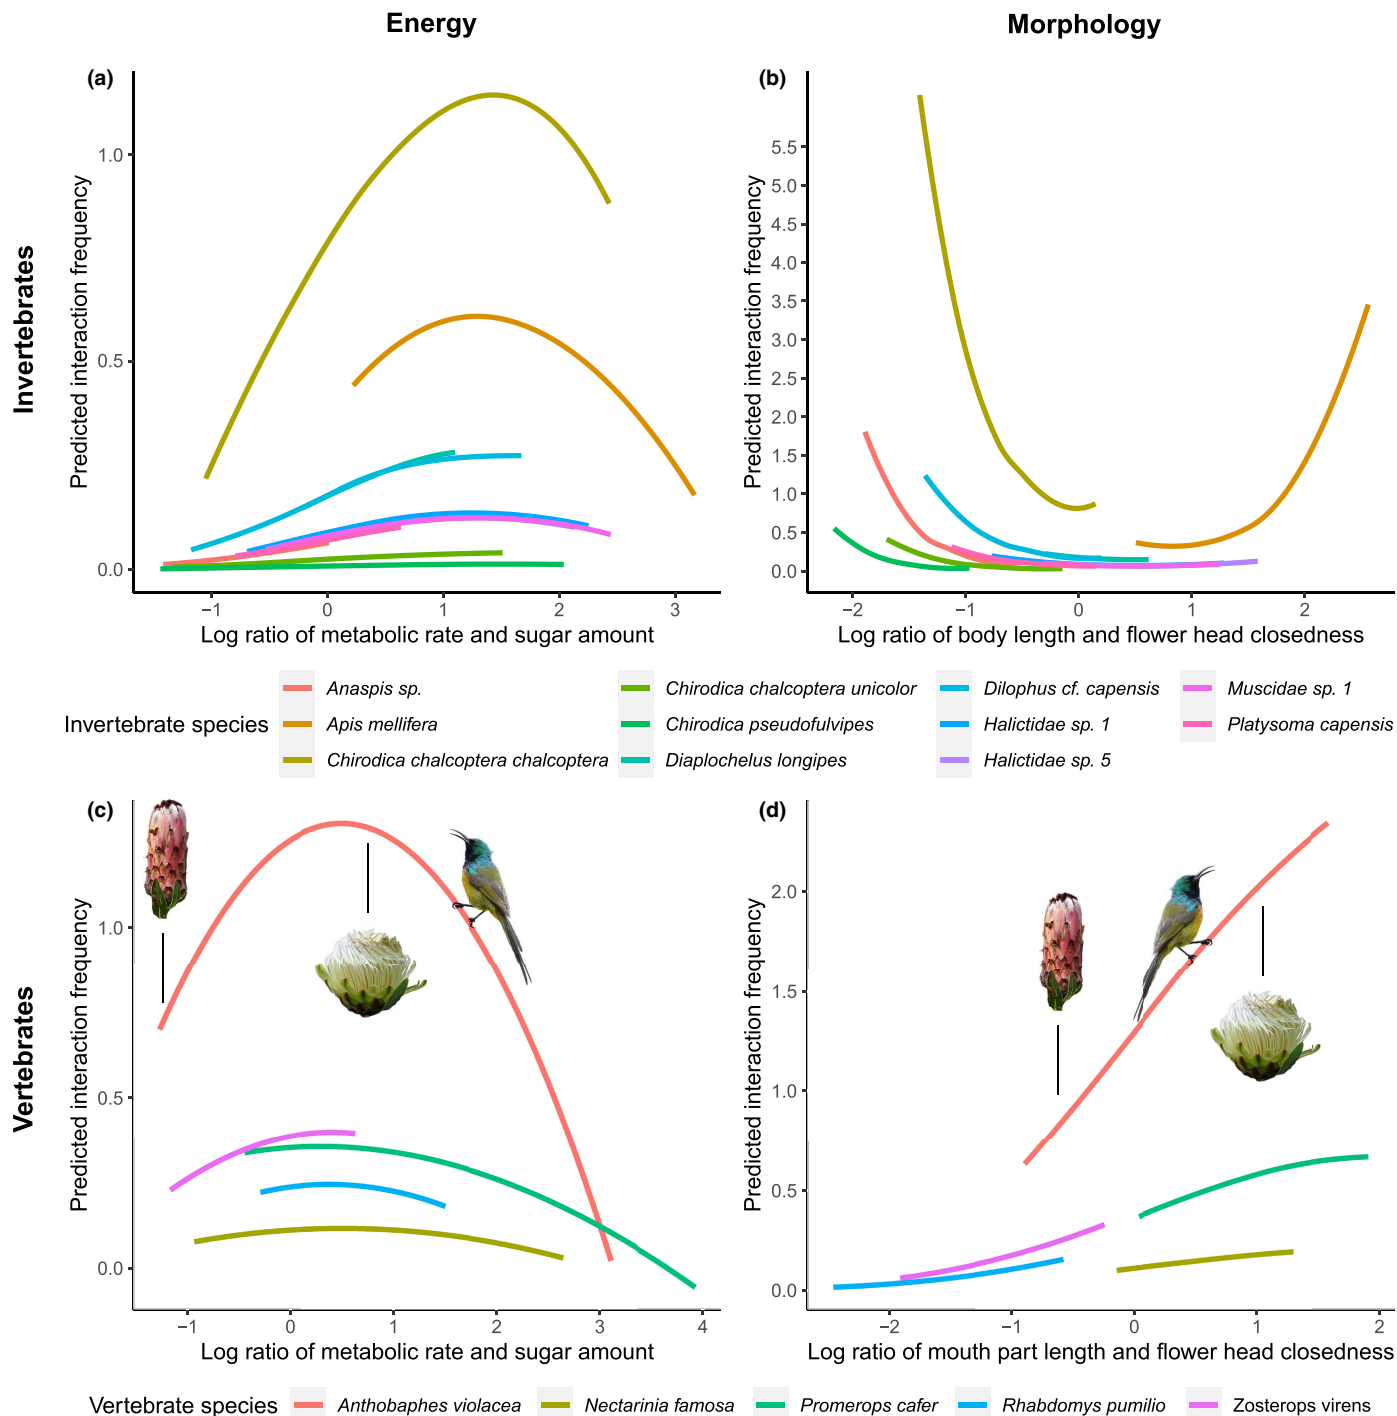 Energy
Morphology
Invertebrates
Vertebrates
(a)
Predicted interaction frequency
1.0
0.5
0.0
−1 0 1 2 3
Log ratio of metabolic rate and sugar amount
(b)
Predicted interaction frequency
5.5
5.0
4.5
4.0
3.5
3.0
2.5
2.0
1.5
1.0
0.5
0.0
−2 −1 0 1 2
Log ratio of body length and flower head closedness
Invertebrate species
Anaspis sp.
Apis mellifera
Chirodica chalcoptera chalcoptera
Chirodica chalcoptera unicolor
Chirodica pseudofulvipes
Diaplochelus longipes
Dilophus cf. capensis
Halictidae sp. 1
Halictidae sp. 5
Muscidae sp. 1
Platysoma capensis
(c)
Predicted interaction frequency
1.0
0.5
0.0
−1 0 1 2 3 4
Log ratio of metabolic rate and sugar amount
(d)
Predicted interaction frequency
2.0
1.5
1.0
0.5
0.0
−2 −1 0 1 2
Log ratio of mouth part length and flower head closedness
Vertebrate species Anthobaphes violacea Nectarinia famosa Promerops cafer Rhabdomys pumilio Zosterops virens